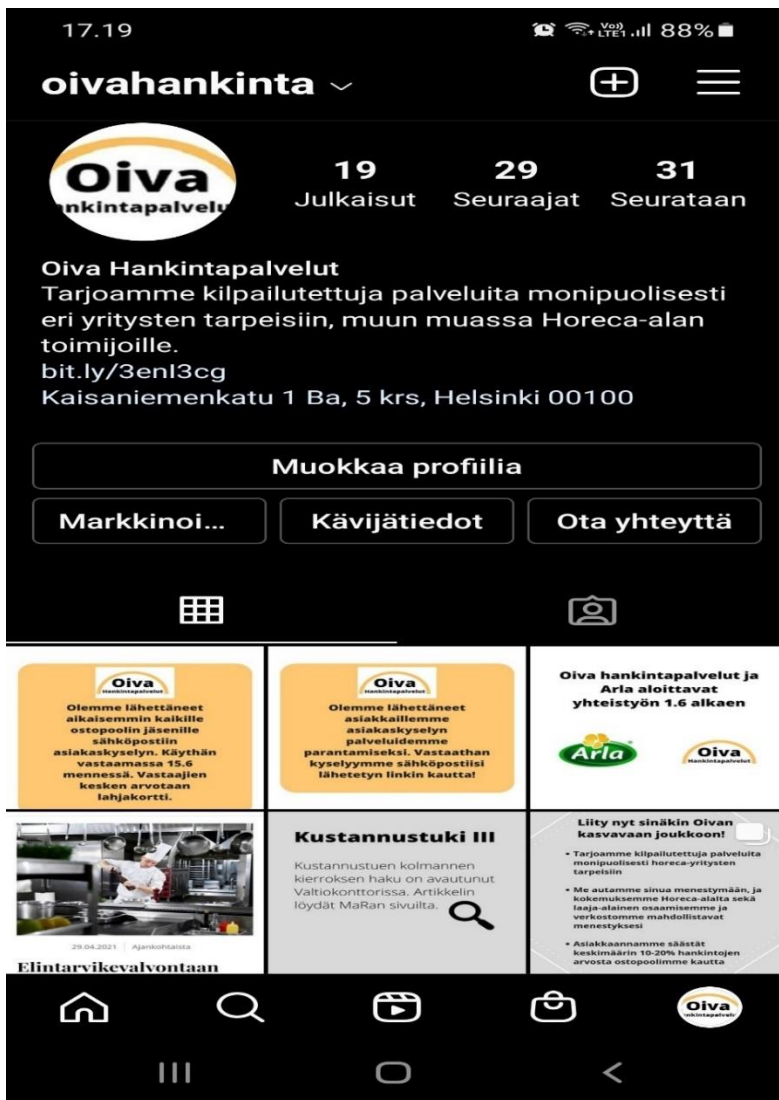 17.19
Vo))
LTE1
88%
oivahankinta
Oiva
nkintapalvelu
19
29
31
Julkaisut
Seuraajat
Seurataan
Oiva Hankintapalvelut
Tarjoamme kilpailutettuja palveluita monipuolisesti
eri yritysten tarpeisiin, muun muassa Horeca-alan
toimijoille.
bit.ly/3enI3cg
Kaisaniemenkatu 1 Ba, 5 krs, Helsinki 00100
Muokkaa profiilia
Markkinoi...
Kävijätiedot
Ota yhteyttä
Oiva
Hankintapalvelut
Olemme lähettäneet
aikaisemmin kaikille
ostopoolin jäsenille
sähköpostiin
asiakaskyselyn. Käythän
vastaamassa 15.6
mennessä. Vastaajien
kesken arvotaan
lahjakortti.
Oiva
Hankintapalvelut
Olemme lähettäneet
asiakkaillemme
asiakaskyselyn
palveluidemme
parantamiseksi. Vastaathan
kyselyymme sähköpostiisi
lähetetyn linkin kautta!
Oiva hankintapalvelut ja
Arla aloittavat
yhteistyön 1.6 alkaen
Arla
Oiva
Hankintapalvelut
29.04.2021 | Ajankohtaista
Elintarvikevalvontaan
Kustannustuki III
Kustannustuen kolmannen
kierroksen haku on avautunut
Valtiokonttorissa. Artikkelin
löydät MaRan sivuilta.
Liity nyt sinäkin Oivan
kasvavaan joukkoon!
• Tarjoamme kilpailutettuja palveluita
monipuolisesti horeca-yritysten
tarpeisiin
• Me autamme sinua menestymään, ja
kokemuksemme Horeca-alalta sekä
laaja-alainen osaamisemme ja
verkostomme mahdollistavat
menestyksesi
• Asiakkaannamme säästät
keskimäärin 10-20% hankintojen
arvosta ostopoolimme kautta
Oiva
nkintapalvelu